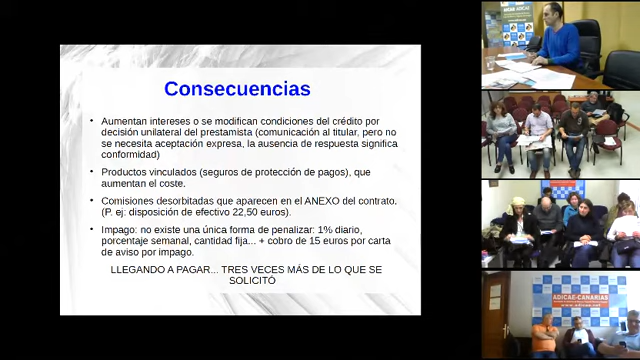 Consecuencias
• Aumentan intereses o se modifican condiciones del crédito por
decisión unilateral del prestamista (comunicación al titular, pero no
se necesita aceptación expresa, la ausencia de respuesta significa
conformidad)
• Productos vinculados (seguros de protección de pagos), que
aumentan el coste.
• Comisiones desorbitadas que aparecen en el ANEXO del contrato.
(P. ej: disposición de efectivo 22,50 euros).
• Impago: no existe una única forma de penalizar: 1% diario,
porcentaje semanal, cantidad fija... + cobro de 15 euros por carta
de aviso por impago.
LLEGANDO A PAGAR... TRES VECES MÁS DE LO QUE SE
SOLICITÓ
ADICAE-CANARIAS
www.adicae.net